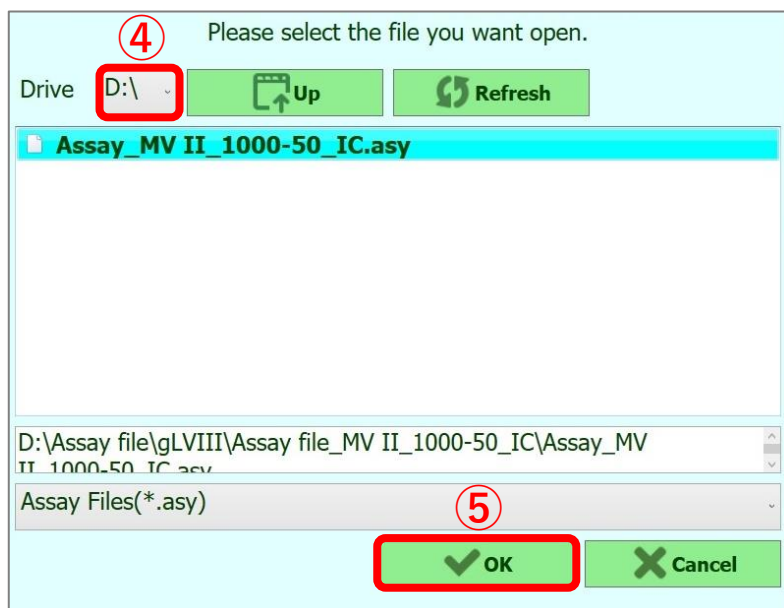 Please select the file you want open.
④
Drive D:\ Up Refresh
Assay_MV II_1000-50_IC.asy
D:\Assay file\gLVIII\Assay file_MV II_1000-50_IC\Assay_MV
II_1000-50_IC.asy
Assay Files(*.asy)
⑤
OK Cancel